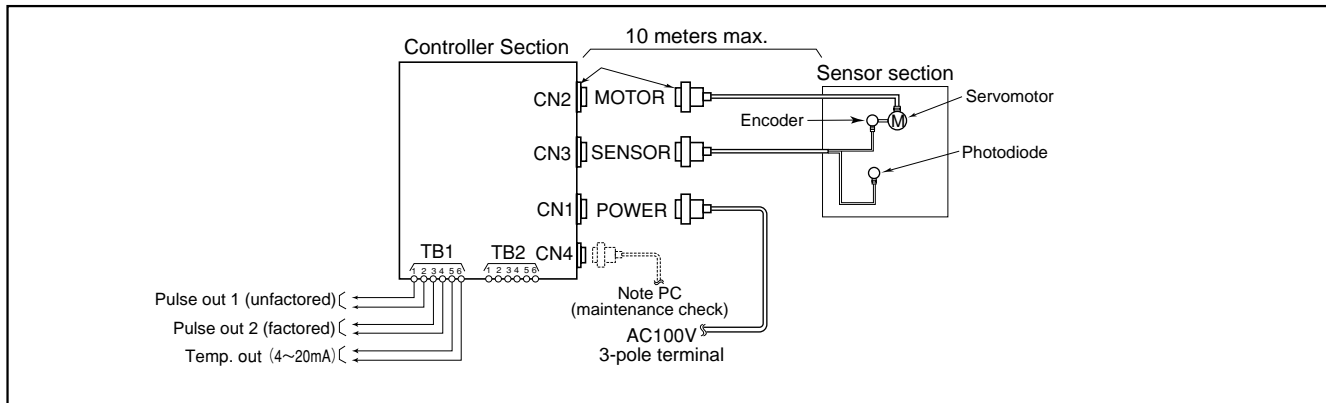 10 meters max.
Controller Section
Sensor section
CN2 MOTOR
Servomotor
Encoder
M
CN3 SENSOR
Photodiode
CN1 POWER
TB1 TB2 CN4
1 2 3 4 5 6 1 2 3 4 5 6
Note PC
(maintenance check)
Pulse out 1 (unfactored)
Pulse out 2 (factored)
AC100V
3-pole terminal
Temp. out (4～20mA)